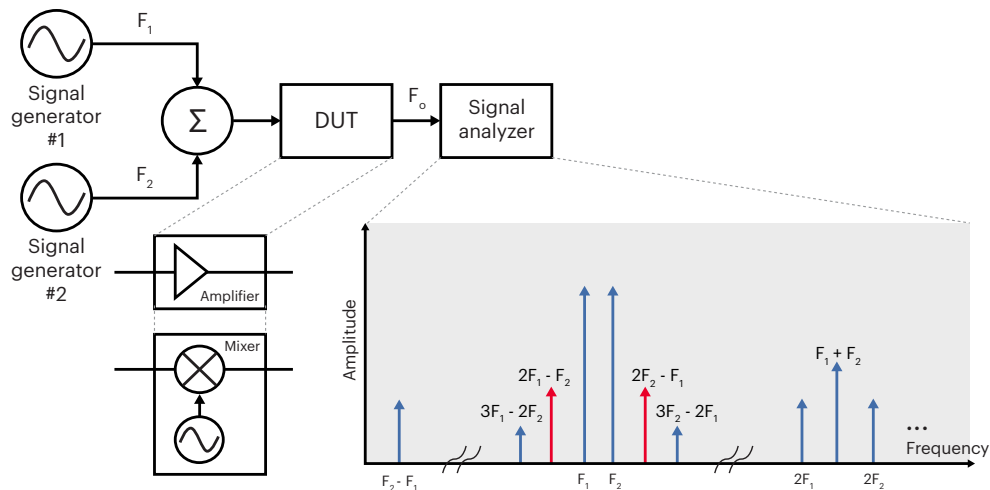 F₁
Signal
generator
#1
Σ
DUT
Fₒ
Signal
analyzer
F₂
Signal
generator
#2
Amplifier
Mixer
Amplitude
2F₁ - F₂
2F₂ - F₁
3F₁ - 2F₂
3F₂ - 2F₁
F₁ + F₂
...
Frequency
F₂ - F₁
F₁
F₂
2F₁
2F₂